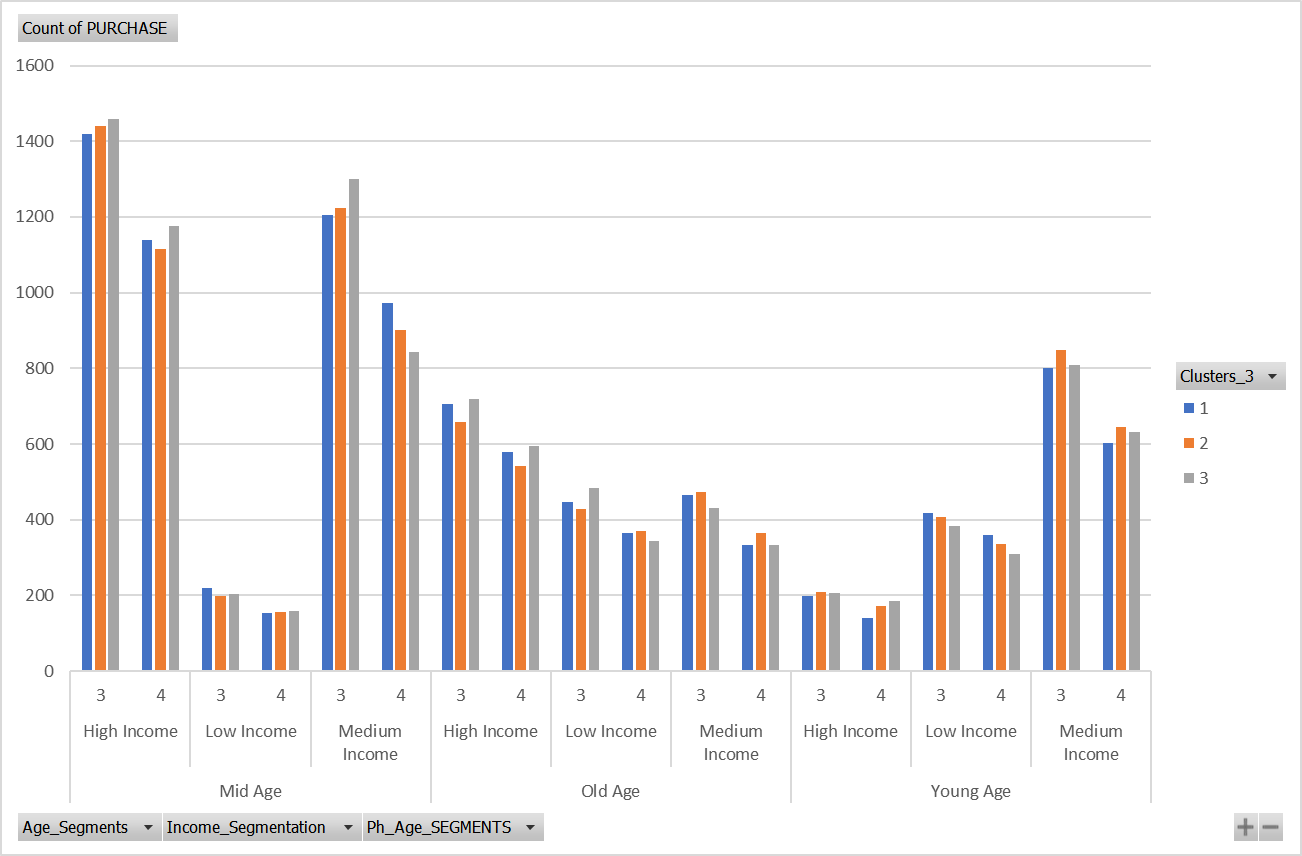 Count of PURCHASE
1600
1400
1200
1000
800
600
400
200
0
3 4 3 4 3 4 3 4 3 4 3 4 3 4 3 4 3 4
High Income Low Income Medium Income High Income Low Income Medium Income High Income Low Income Medium Income
Mid Age Old Age Young Age
Clusters_3
1
2
3
Age_Segments Income_Segmentation Ph_Age_SEGMENTS